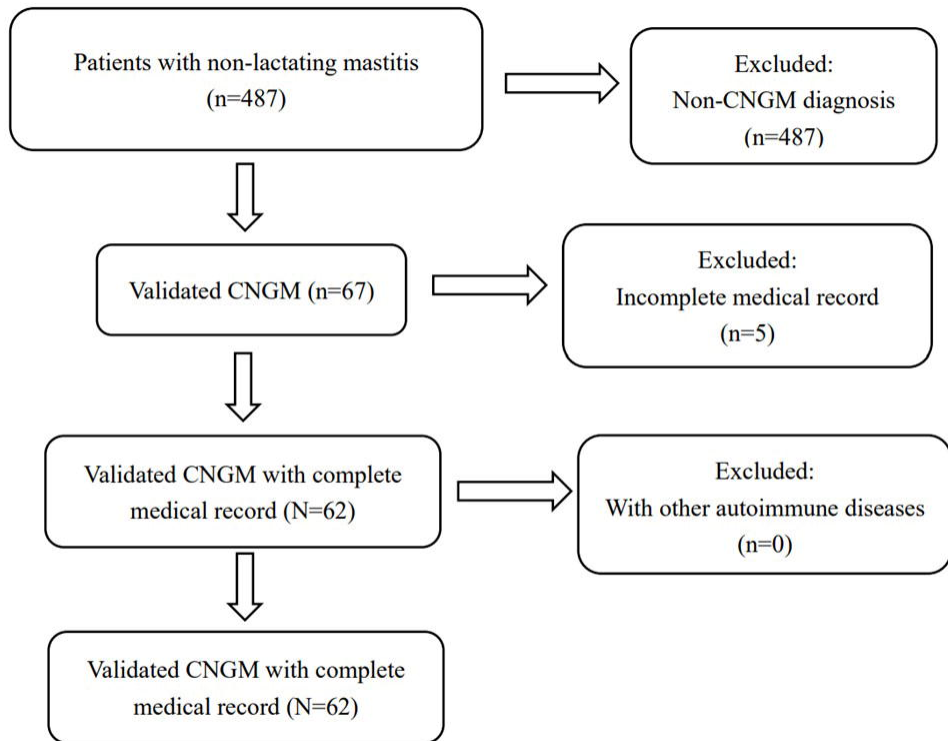 Patients with non-lactating mastitis
(n=487)
Excluded:
Non-CNGM diagnosis
(n=487)
Validated CNGM (n=67)
Excluded:
Incomplete medical record
(n=5)
Validated CNGM with complete
medical record (N=62)
Excluded:
With other autoimmune diseases
(n=0)
Validated CNGM with complete
medical record (N=62)